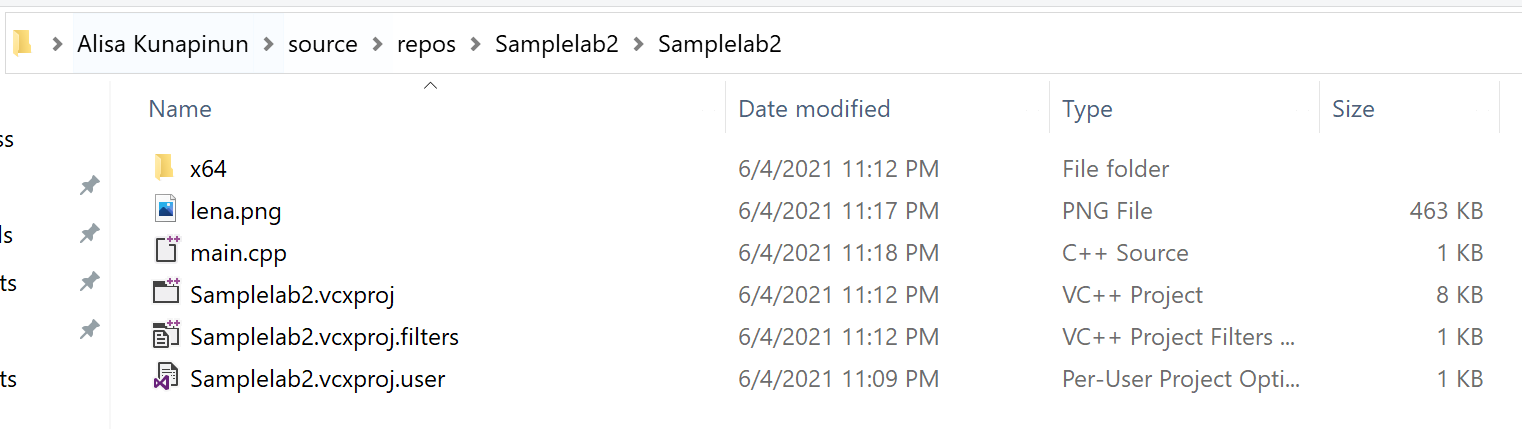 Alisa Kunapinun source repos Samplelab2 Samplelab2
Name Date modified Type Size
ss
x64 6/4/2021 11:12 PM File folder
lena.png 6/4/2021 11:17 PM PNG File 463 KB
ls
main.cpp 6/4/2021 11:18 PM C++ Source 1 KB
ts
Samplelab2.vcxproj 6/4/2021 11:12 PM VC++ Project 8 KB
Samplelab2.vcxproj.filters 6/4/2021 11:12 PM VC++ Project Filters ... 1 KB
ts
Samplelab2.vcxproj.user 6/4/2021 11:09 PM Per-User Project Opti... 1 KB